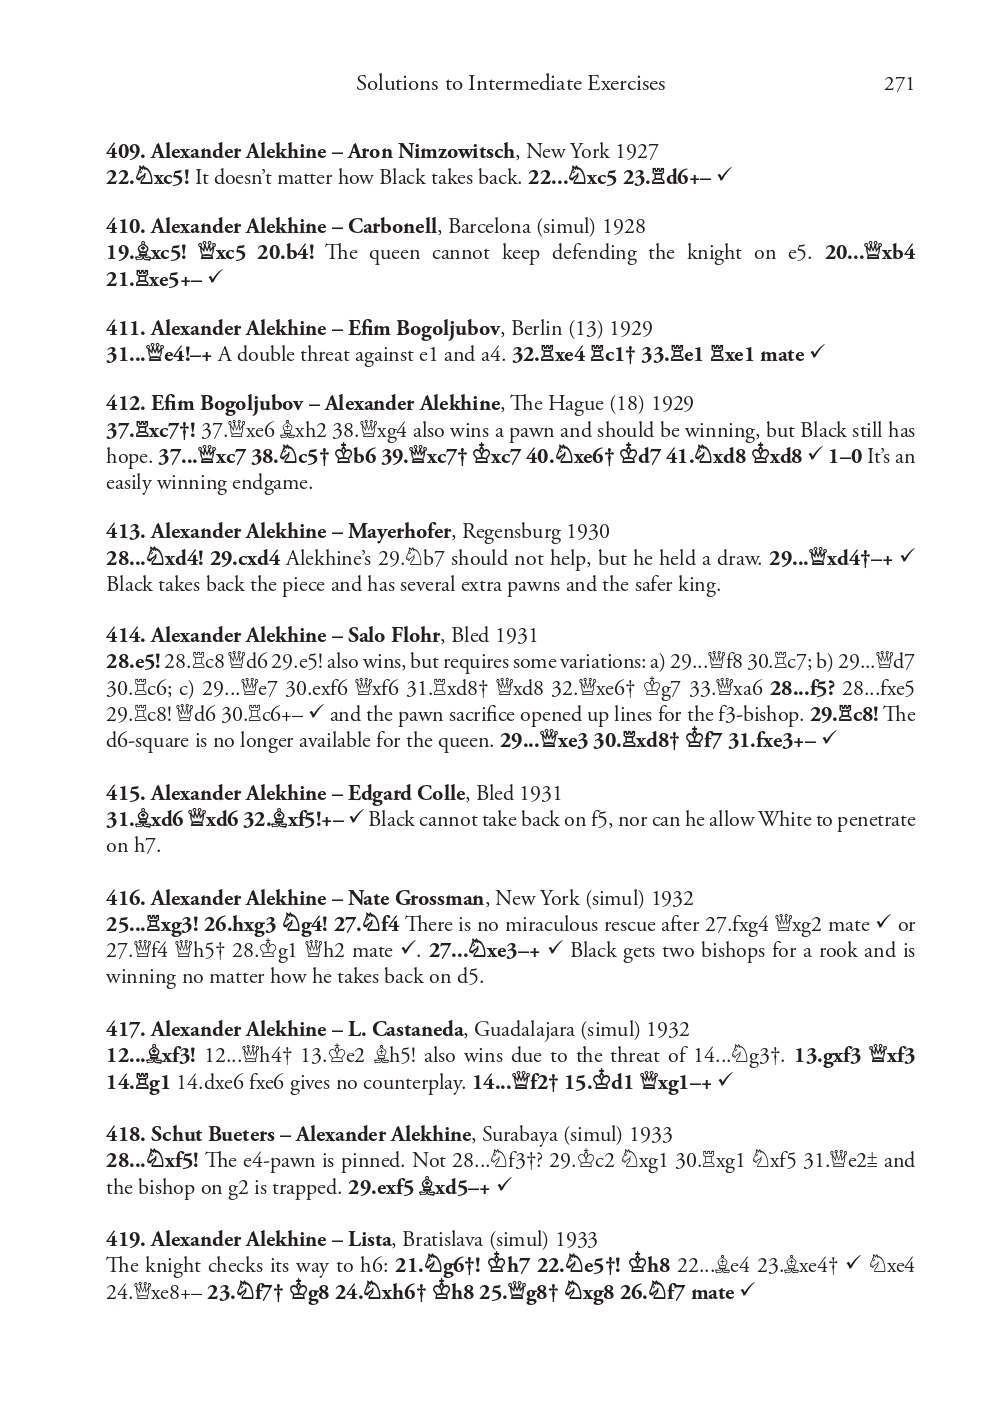 Solutions to Intermediate Exercises 271
409. Alexander Alekhine – Aron Nimzowitsch, New York 1927
22.♘xc5! It doesn’t matter how Black takes back. 22...♘xc5 23.♖d6+– ✓
410. Alexander Alekhine – Carbonell, Barcelona (simul) 1928
19.♗xc5! ♕xc5 20.b4! The queen cannot keep defending the knight on e5. 20...♕xb4
21.♖xe5+– ✓
411. Alexander Alekhine – Efim Bogoljubov, Berlin (13) 1929
31...♕e4!–+ A double threat against e1 and a4. 32.♖xe4 ♖c1† 33.♖e1 ♖xe1 mate ✓
412. Efim Bogoljubov – Alexander Alekhine, The Hague (18) 1929
37.♖xc7†! 37.♕xe6 ♗xh2 38.♕xg4 also wins a pawn and should be winning, but Black still has
hope. 37...♕xc7 38.♘c5† ♔b6 39.♕xc7† ♔xc7 40.♘xe6† ♔d7 41.♘xd8 ♔xd8 ✓ 1–0 It’s an
easily winning endgame.
413. Alexander Alekhine – Mayerhofer, Regensburg 1930
28...♘xd4! 29.cxd4 Alekhine’s 29.♘b7 should not help, but he held a draw. 29...♕xd4†–+ ✓
Black takes back the piece and has several extra pawns and the safer king.
414. Alexander Alekhine – Salo Flohr, Bled 1931
28.e5! 28.♖c8 ♕d6 29.e5! also wins, but requires some variations: a) 29...♕f8 30.♖c7; b) 29...♕d7
30.♖c6; c) 29...♕e7 30.exf6 ♕xf6 31.♖xd8† ♕xd8 32.♕xe6† ♔g7 33.♕xa6 28...f5? 28...fxe5
29.♖c8! ♕d6 30.♖c6+– ✓ and the pawn sacrifice opened up lines for the f3-bishop. 29.♖c8! The
d6-square is no longer available for the queen. 29...♕xe3 30.♖xd8† ♔f7 31.fxe3+– ✓
415. Alexander Alekhine – Edgard Colle, Bled 1931
31.♗xd6 ♕xd6 32.♗xf5!+– ✓ Black cannot take back on f5, nor can he allow White to penetrate
on h7.
416. Alexander Alekhine – Nate Grossman, New York (simul) 1932
25...♖xg3! 26.hxg3 ♘g4! 27.♘f4 There is no miraculous rescue after 27.fxg4 ♕xg2 mate ✓ or
27.♕f4 ♕h5† 28.♔g1 ♕h2 mate ✓. 27...♘xe3–+ ✓ Black gets two bishops for a rook and is
winning no matter how he takes back on d5.
417. Alexander Alekhine – L. Castaneda, Guadalajara (simul) 1932
12...♗xf3! 12...♕h4† 13.♔e2 ♗h5! also wins due to the threat of 14...♘g3†. 13.gxf3 ♕xf3
14.♖g1 14.dxe6 fxe6 gives no counterplay. 14...♕f2† 15.♔d1 ♕xg1–+ ✓
418. Schut Bueters – Alexander Alekhine, Surabaya (simul) 1933
28...♘xf5! The e4-pawn is pinned. Not 28...♘f3†? 29.♔c2 ♘xg1 30.♖xg1 ♘xf5 31.♕e2± and
the bishop on g2 is trapped. 29.exf5 ♗xd5–+ ✓
419. Alexander Alekhine – Lista, Bratislava (simul) 1933
The knight checks its way to h6: 21.♘g6†! ♔h7 22.♘e5†! ♔h8 22...♗e4 23.♗xe4† ✓ ♘xe4
24.♕xe8+– 23.♘f7† ♔g8 24.♘xh6† ♔h8 25.♕g8† ♘xg8 26.♘f7 mate ✓